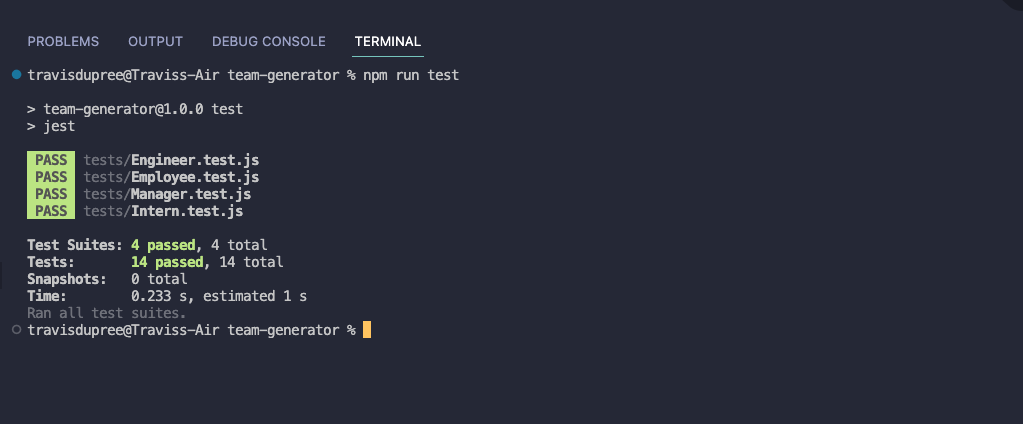 PROBLEMS OUTPUT DEBUG CONSOLE TERMINAL
travisdupree@Traviss-Air team-generator % npm run test
> team-generator@1.0.0 test
> jest
PASS tests/Engineer.test.js
PASS tests/Employee.test.js
PASS tests/Manager.test.js
PASS tests/Intern.test.js
Test Suites: 4 passed, 4 total
Tests: 14 passed, 14 total
Snapshots: 0 total
Time: 0.233 s, estimated 1 s
Ran all test suites.
travisdupree@Traviss-Air team-generator %